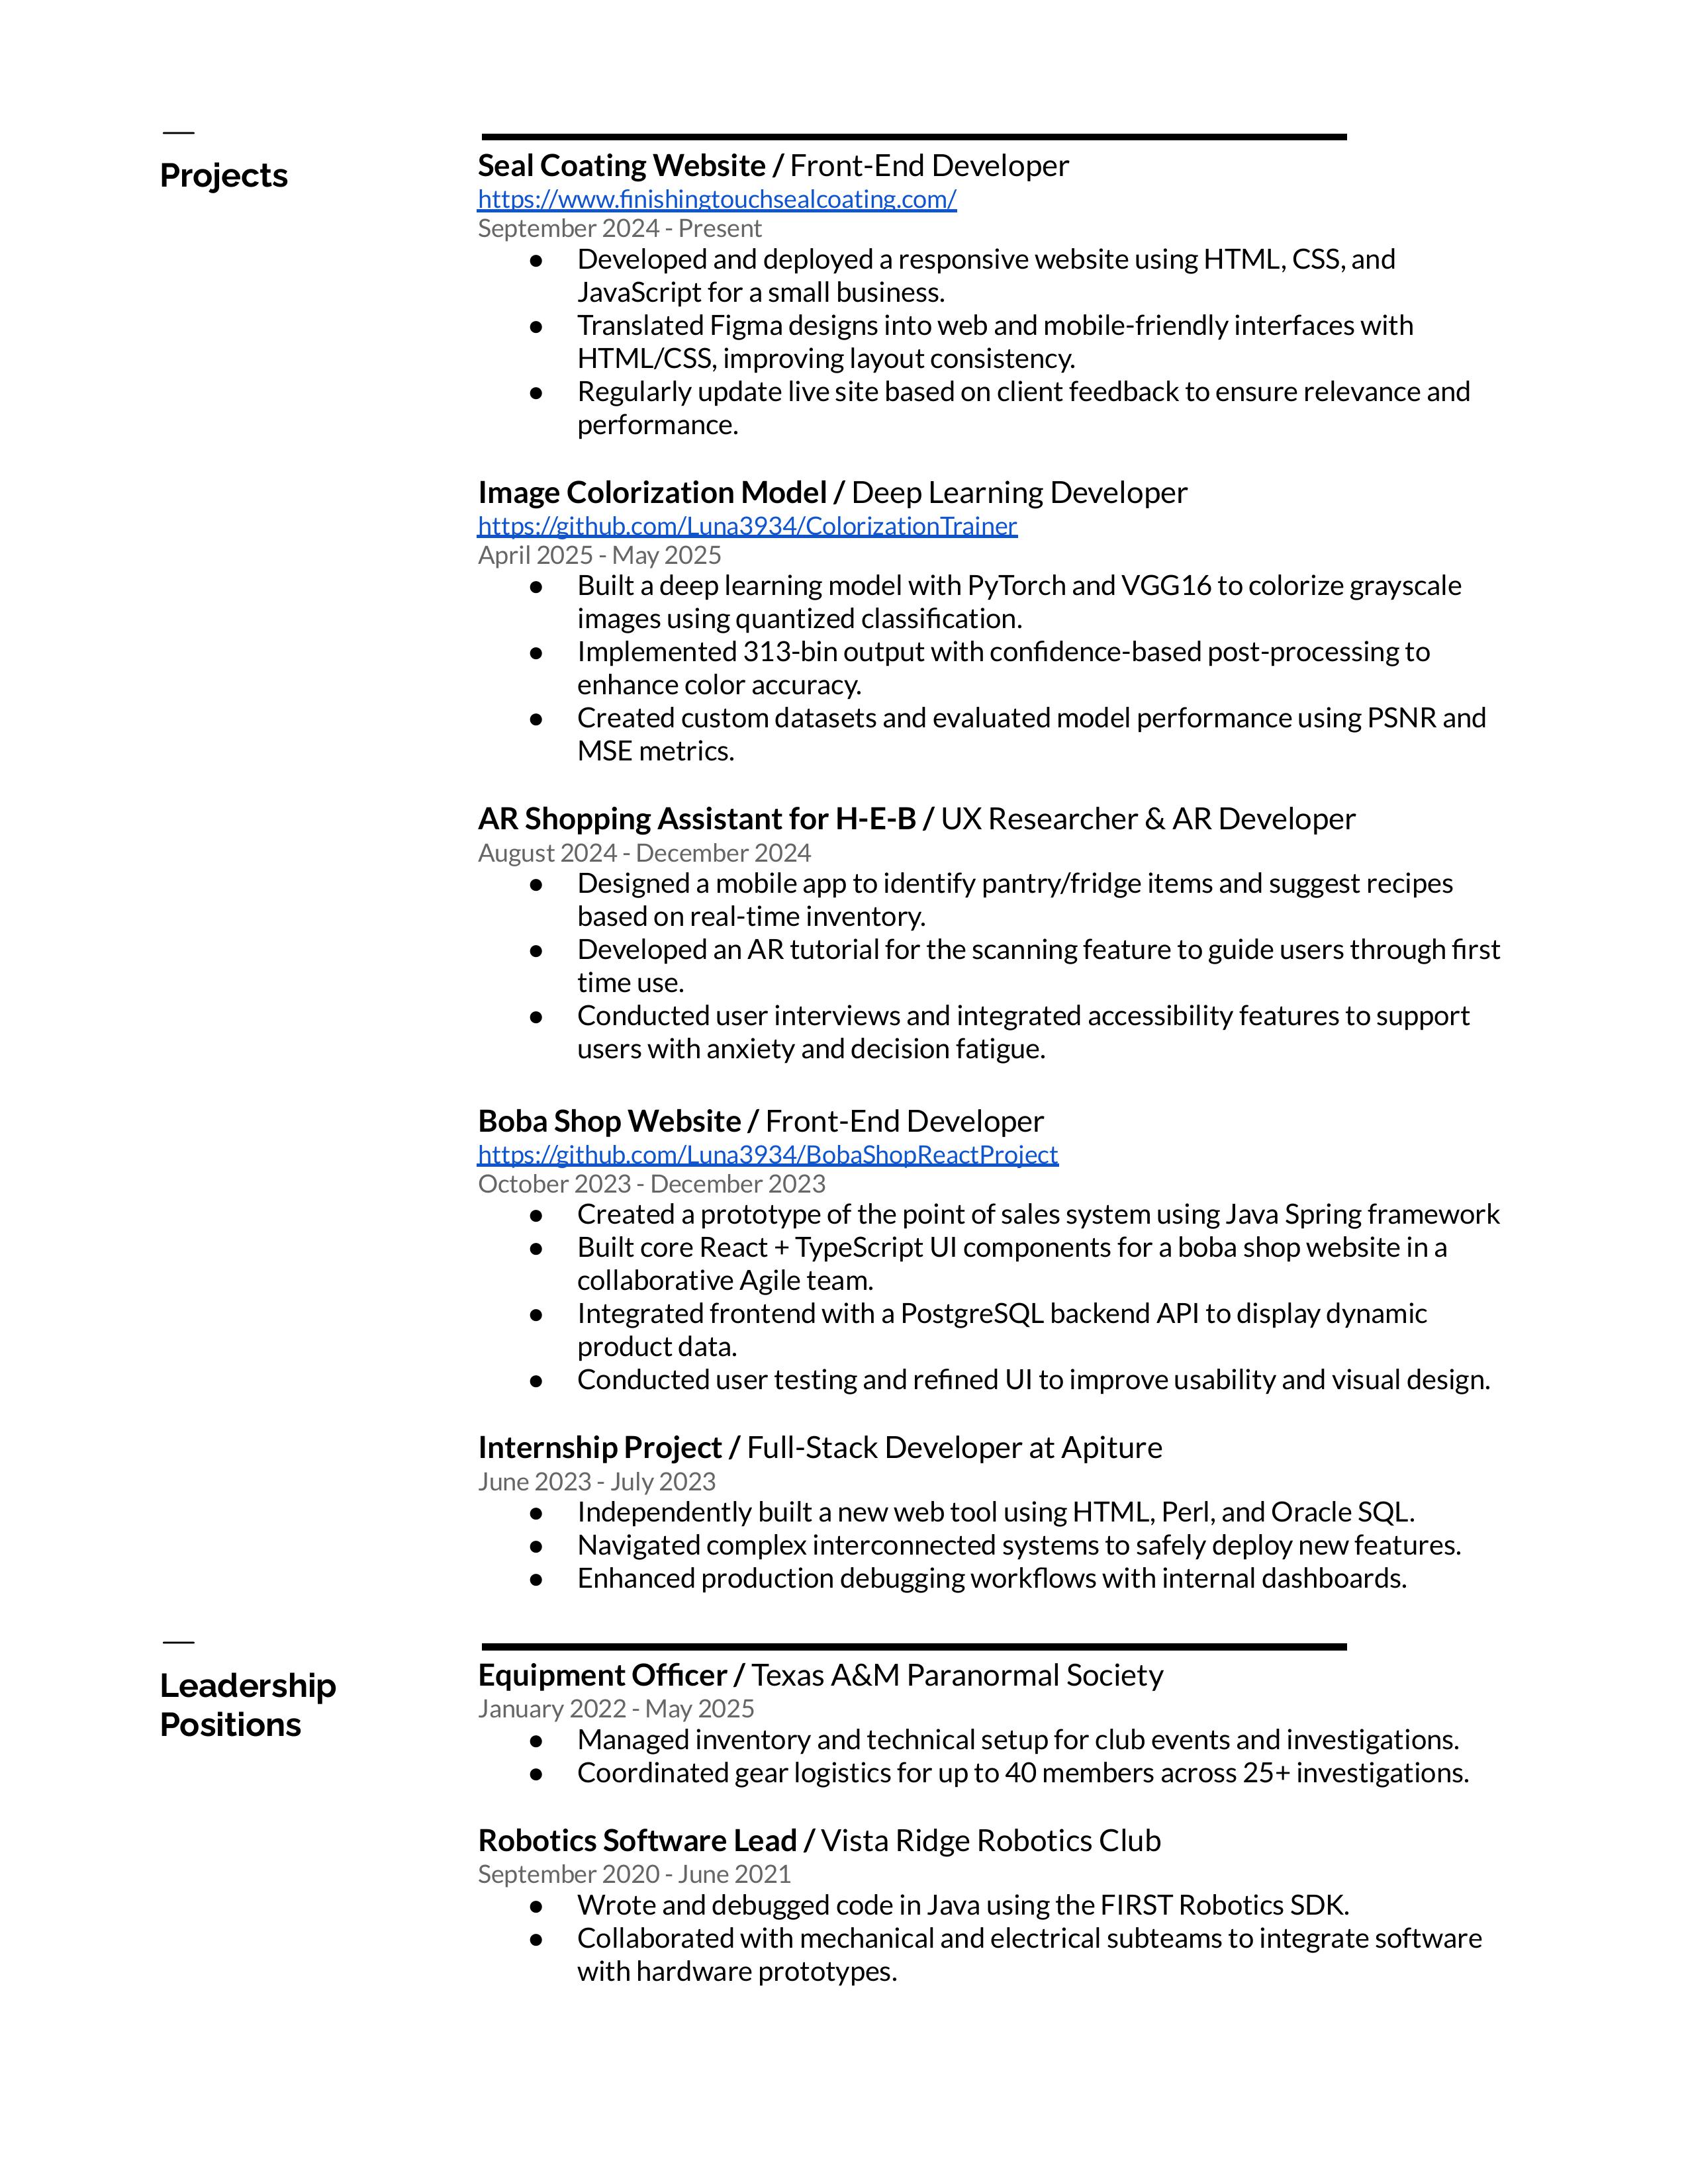 Projects
Seal Coating Website / Front-End Developer
https://www.finishingtouchsealcoating.com/
September 2024 - Present
● Developed and deployed a responsive website using HTML, CSS, and
JavaScript for a small business.
● Translated Figma designs into web and mobile-friendly interfaces with
HTML/CSS, improving layout consistency.
● Regularly update live site based on client feedback to ensure relevance and
performance.
Image Colorization Model / Deep Learning Developer
https://github.com/Luna3934/ColorizationTrainer
April 2025 - May 2025
● Built a deep learning model with PyTorch and VGG16 to colorize grayscale
images using quantized classification.
● Implemented 313-bin output with confidence-based post-processing to
enhance color accuracy.
● Created custom datasets and evaluated model performance using PSNR and
MSE metrics.
AR Shopping Assistant for H-E-B / UX Researcher & AR Developer
August 2024 - December 2024
● Designed a mobile app to identify pantry/fridge items and suggest recipes
based on real-time inventory.
● Developed an AR tutorial for the scanning feature to guide users through first
time use.
● Conducted user interviews and integrated accessibility features to support
users with anxiety and decision fatigue.
Boba Shop Website / Front-End Developer
https://github.com/Luna3934/BobaShopReactProject
October 2023 - December 2023
● Created a prototype of the point of sales system using Java Spring framework
● Built core React + TypeScript UI components for a boba shop website in a
collaborative Agile team.
● Integrated frontend with a PostgreSQL backend API to display dynamic
product data.
● Conducted user testing and refined UI to improve usability and visual design.
Internship Project / Full-Stack Developer at Apiture
June 2023 - July 2023
● Independently built a new web tool using HTML, Perl, and Oracle SQL.
● Navigated complex interconnected systems to safely deploy new features.
● Enhanced production debugging workflows with internal dashboards.
Leadership
Positions
Equipment Officer / Texas A&M Paranormal Society
January 2022 - May 2025
● Managed inventory and technical setup for club events and investigations.
● Coordinated gear logistics for up to 40 members across 25+ investigations.
Robotics Software Lead / Vista Ridge Robotics Club
September 2020 - June 2021
● Wrote and debugged code in Java using the FIRST Robotics SDK.
● Collaborated with mechanical and electrical subteams to integrate software
with hardware prototypes.